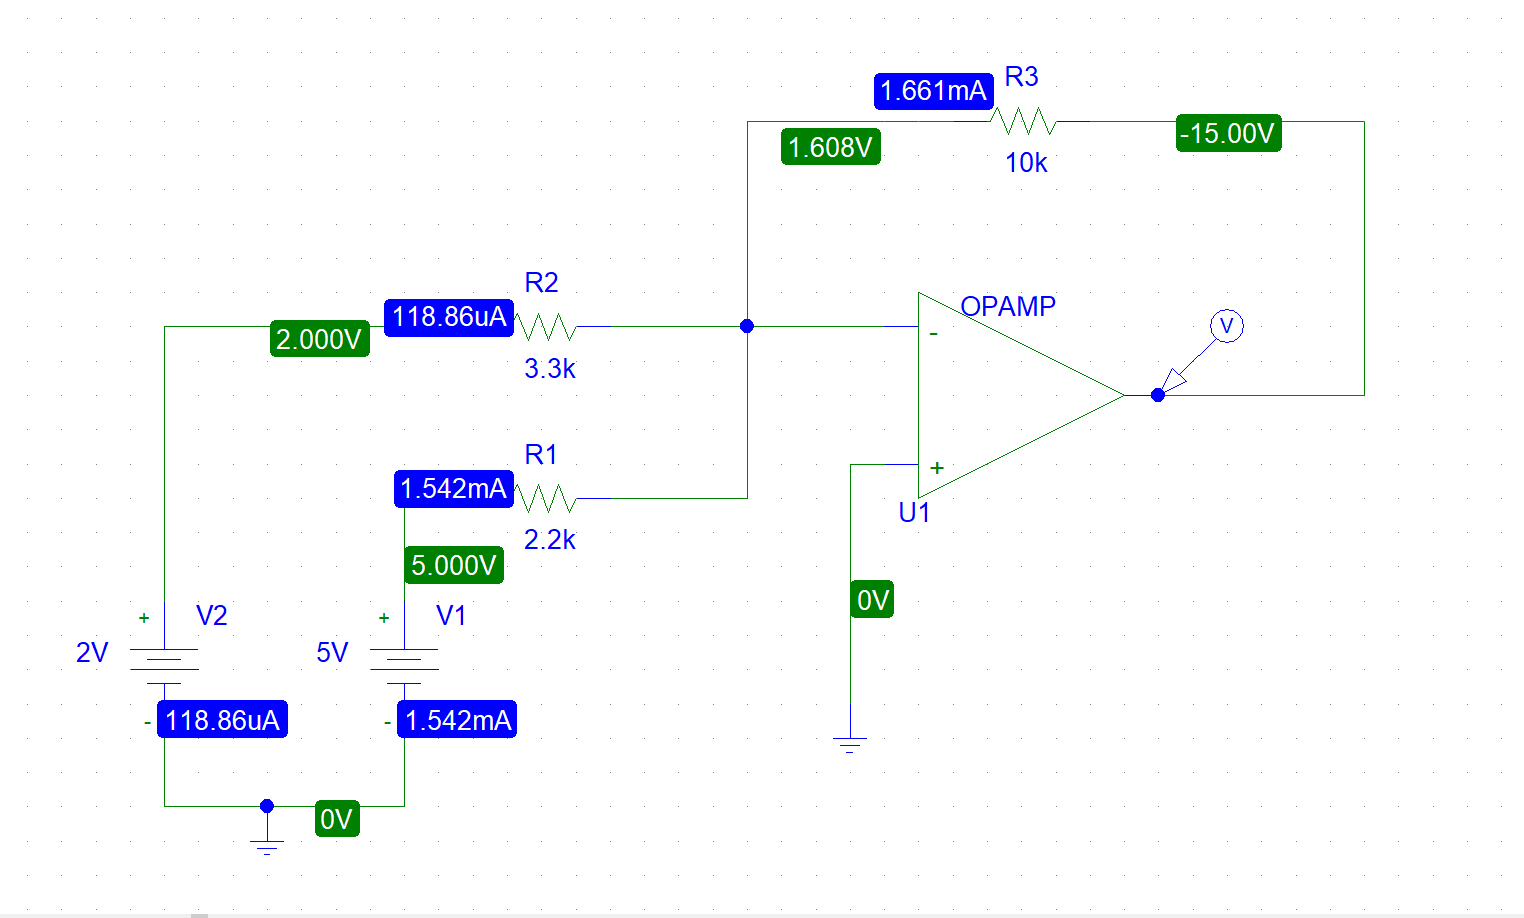 1.661mA
R3
1.608V
-15.00V
10k
R2
118.86uA
2.000V
3.3k
OPAMP
-
V
R1
1.542mA
2.2k
+
U1
5.000V
0V
+
V2
+
V1
2V
5V
-
118.86uA
-
1.542mA
0V